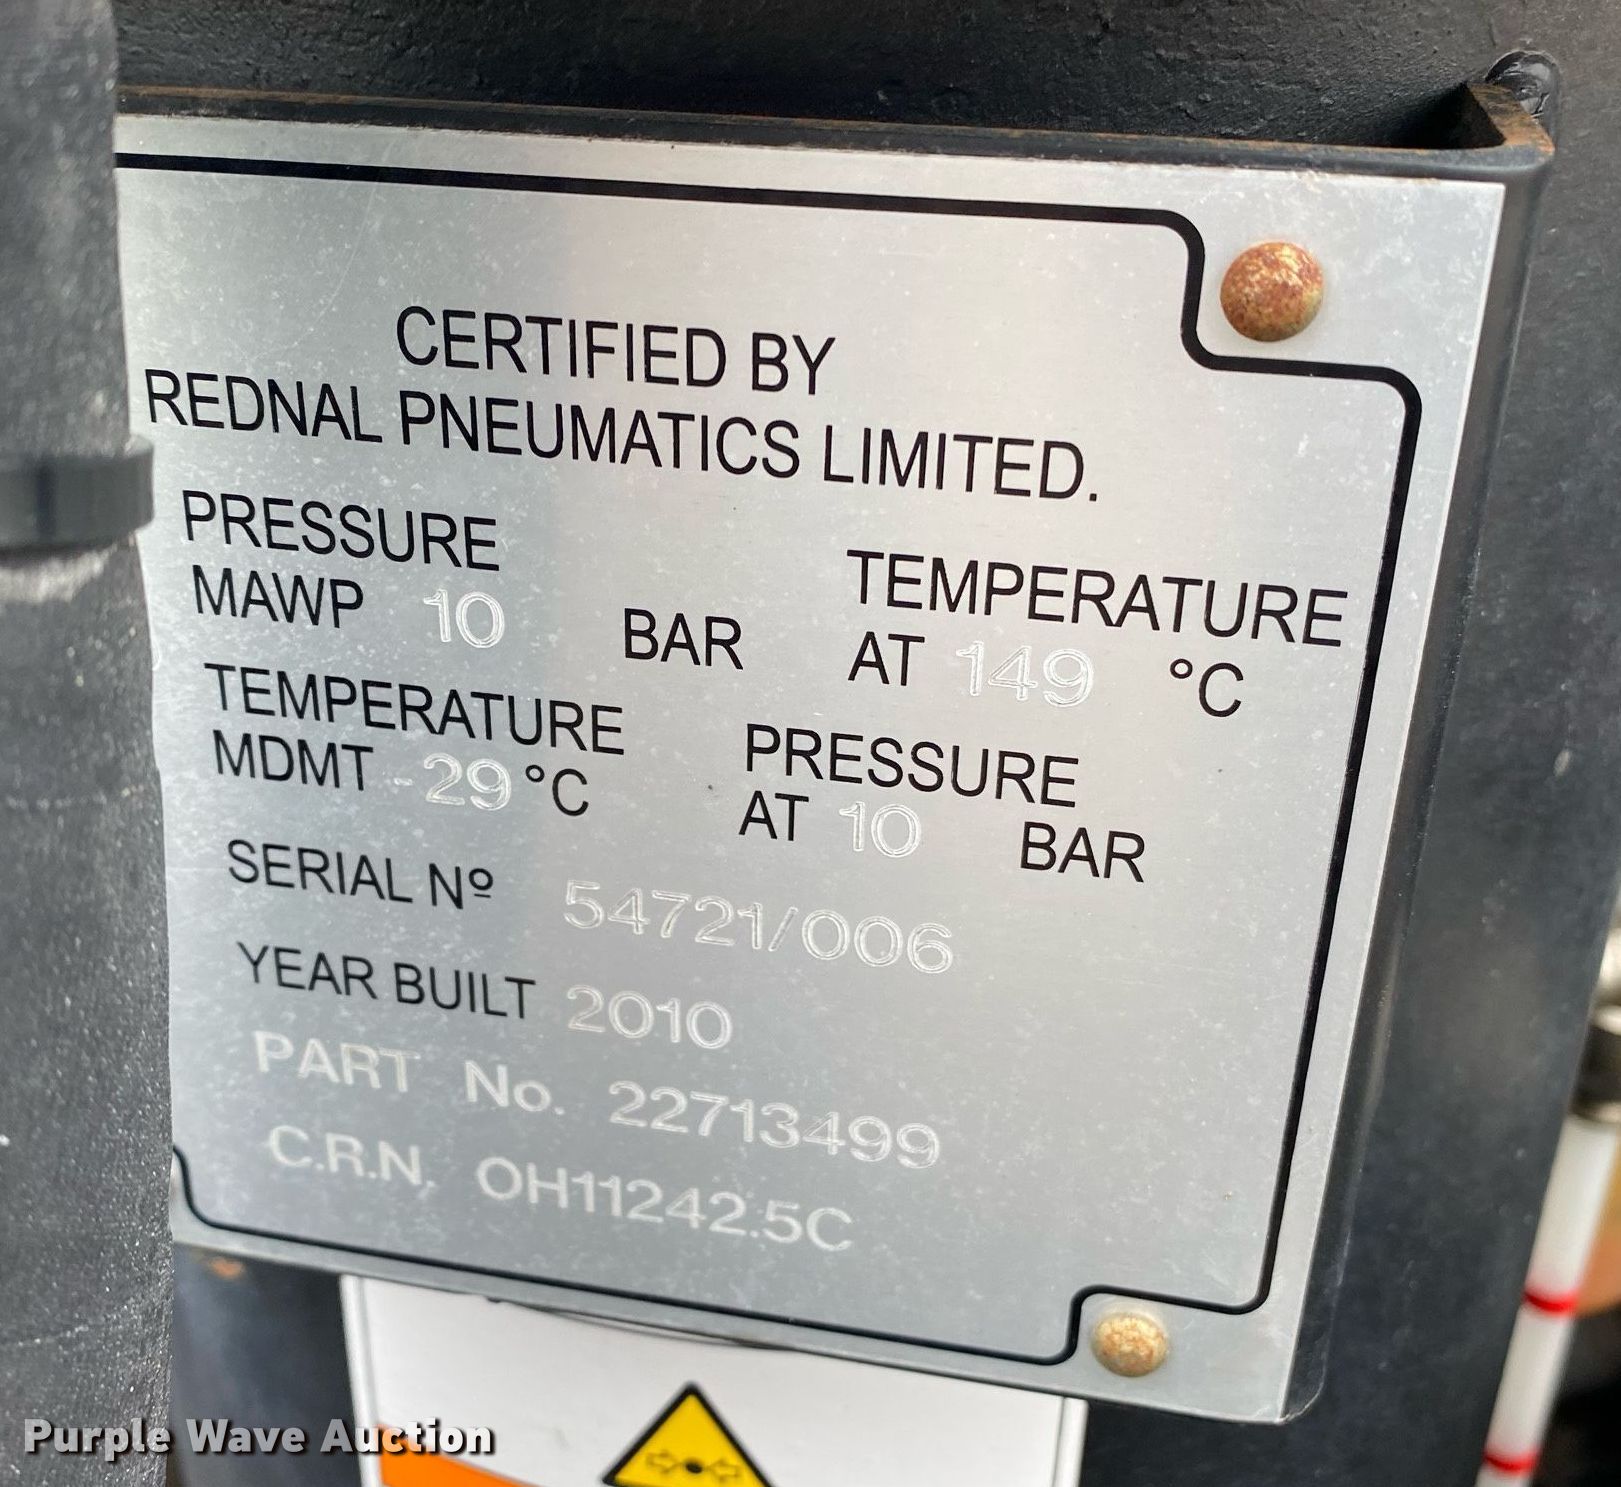 CERTIFIED BY
REDNAL PNEUMATICS LIMITED.
PRESSURE
MAWP 10 BAR
TEMPERATURE
AT 149 °C
TEMPERATURE
MDMT -29 °C
PRESSURE
AT 10 BAR
SERIAL Nº 54721/006
YEAR BUILT 2010
PART No. 22713499
C.R.N. OH11242.5C
Purple Wave Auction